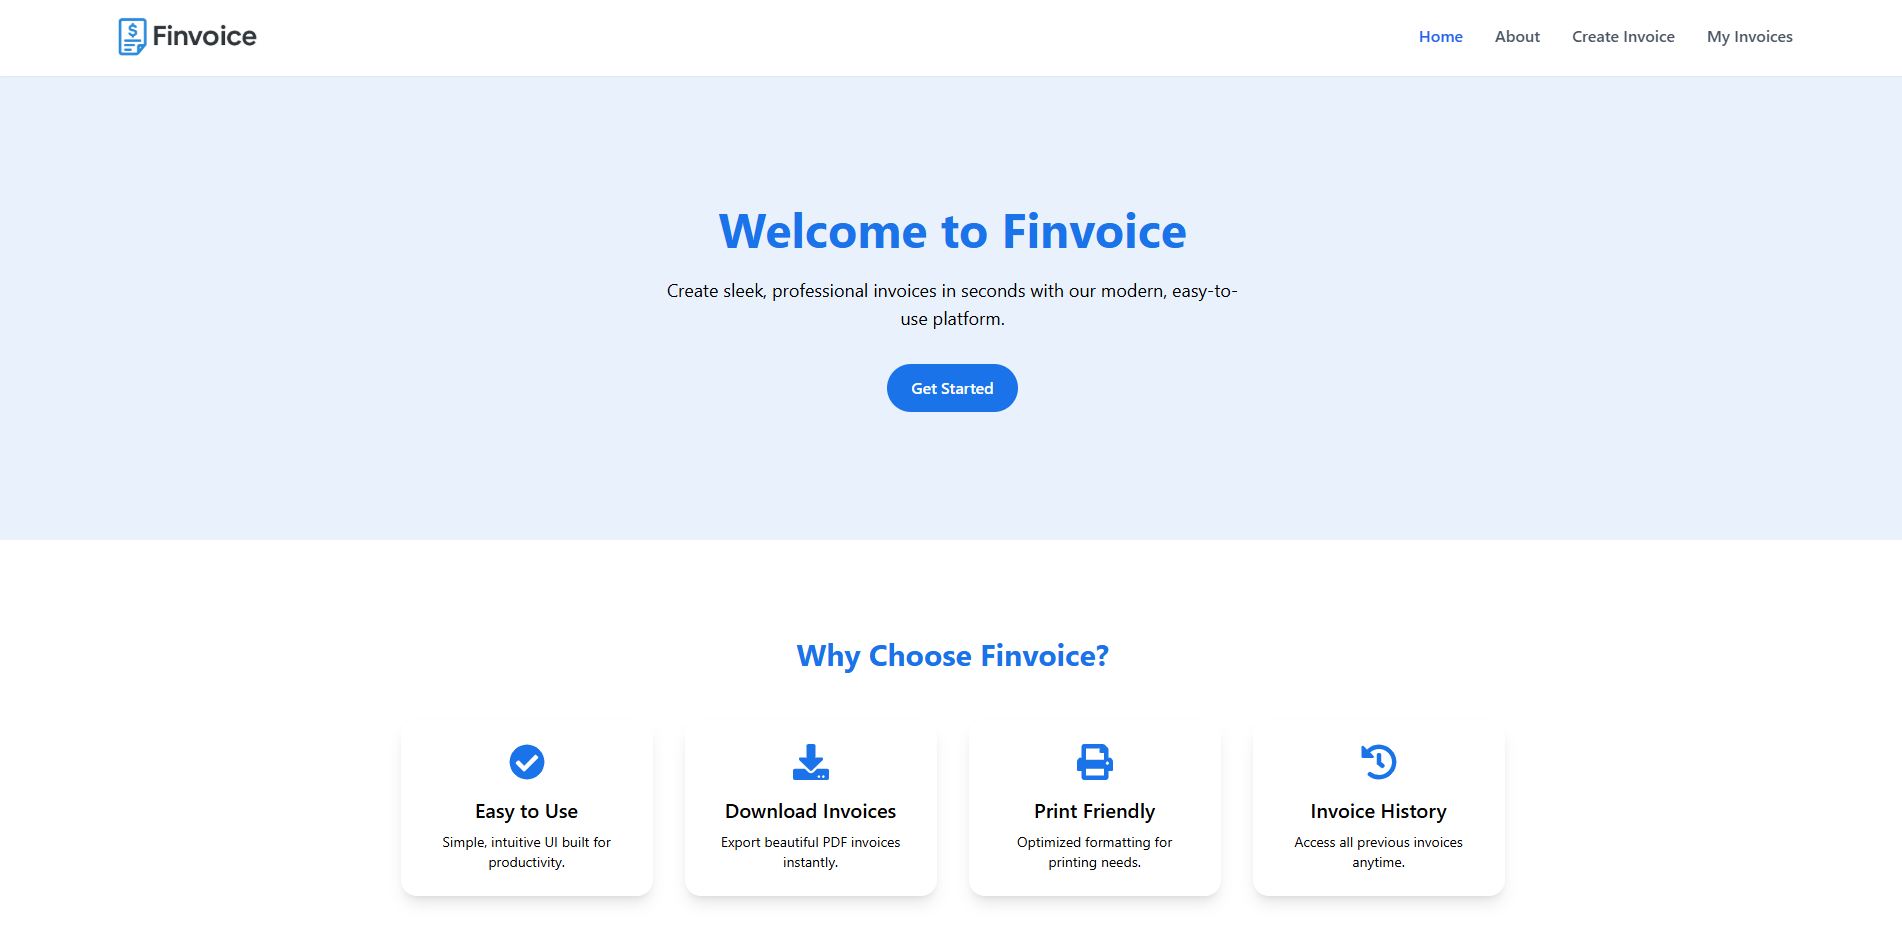 $ Finvoice
Home About Create Invoice My Invoices
Welcome to Finvoice
Create sleek, professional invoices in seconds with our modern, easy-to-
use platform.
Get Started
Why Choose Finvoice?
Easy to Use
Simple, intuitive UI built for
productivity.
Download Invoices
Export beautiful PDF invoices
instantly.
Print Friendly
Optimized formatting for
printing needs.
Invoice History
Access all previous invoices
anytime.